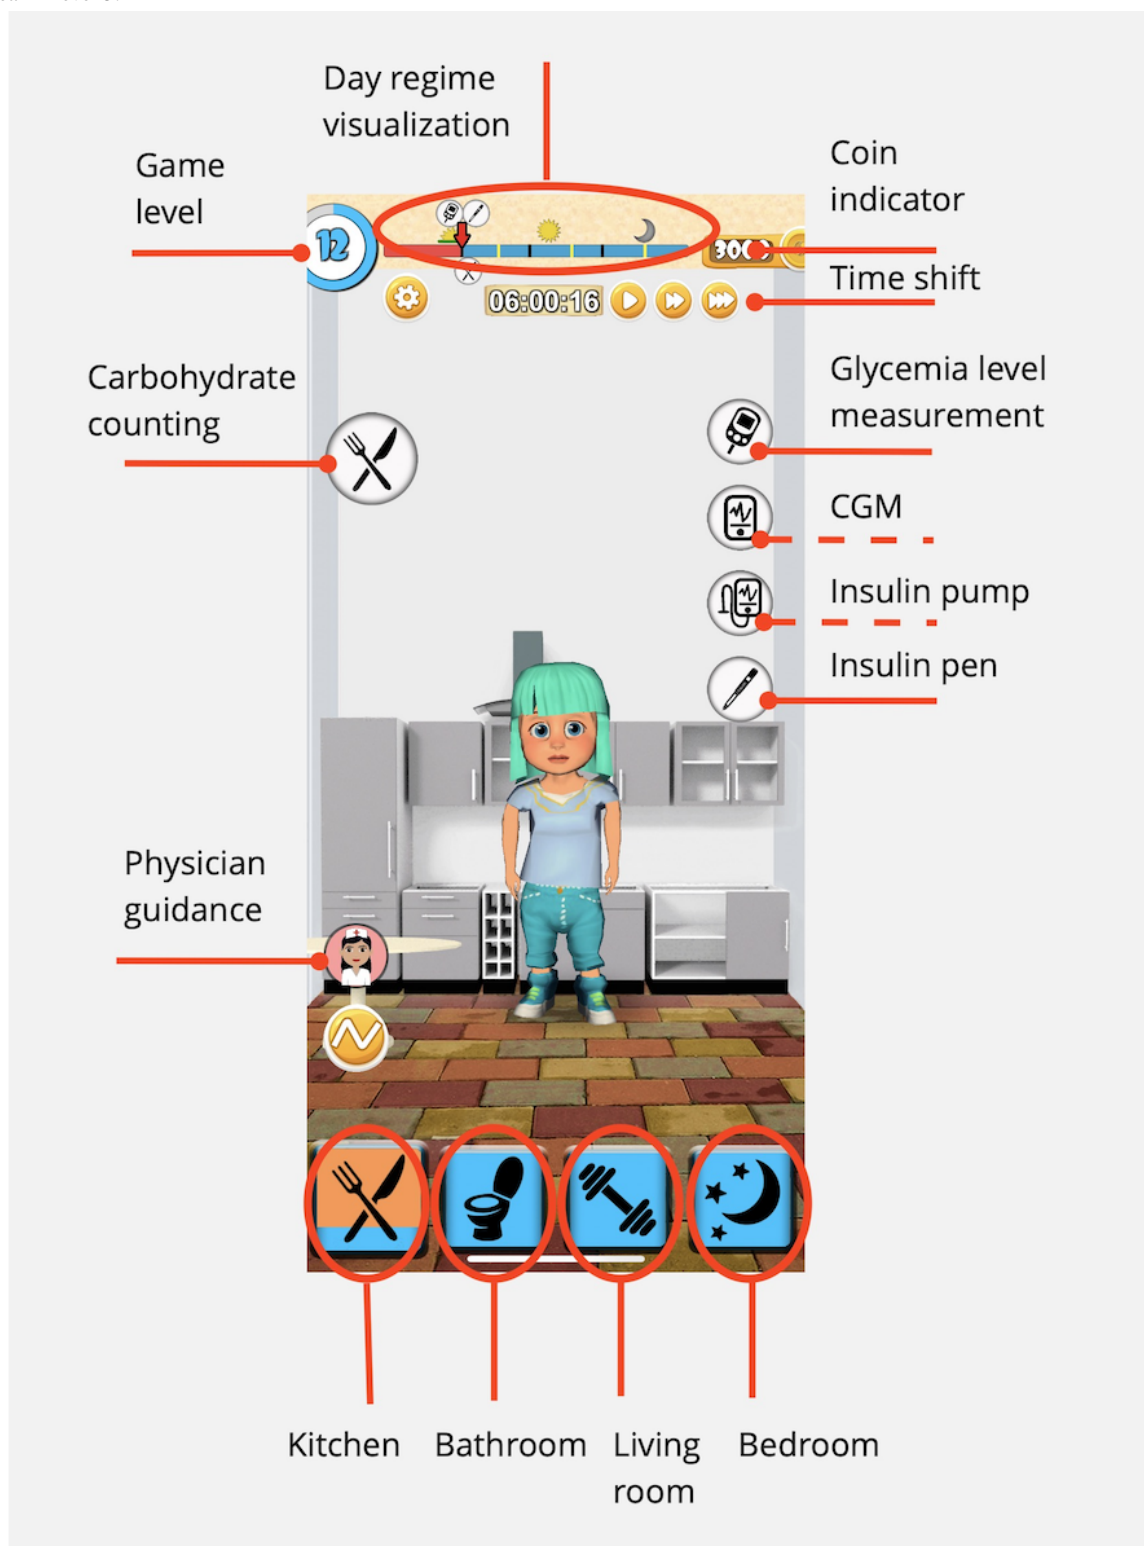 Day regime
visualization
Game
level
Coin
indicator
12
Time shift
06:00:16
Carbohydrate
counting
Glycemia level
measurement
CGM
Insulin pump
Insulin pen
Physician
guidance
Kitchen
Bathroom
Living
room
Bedroom